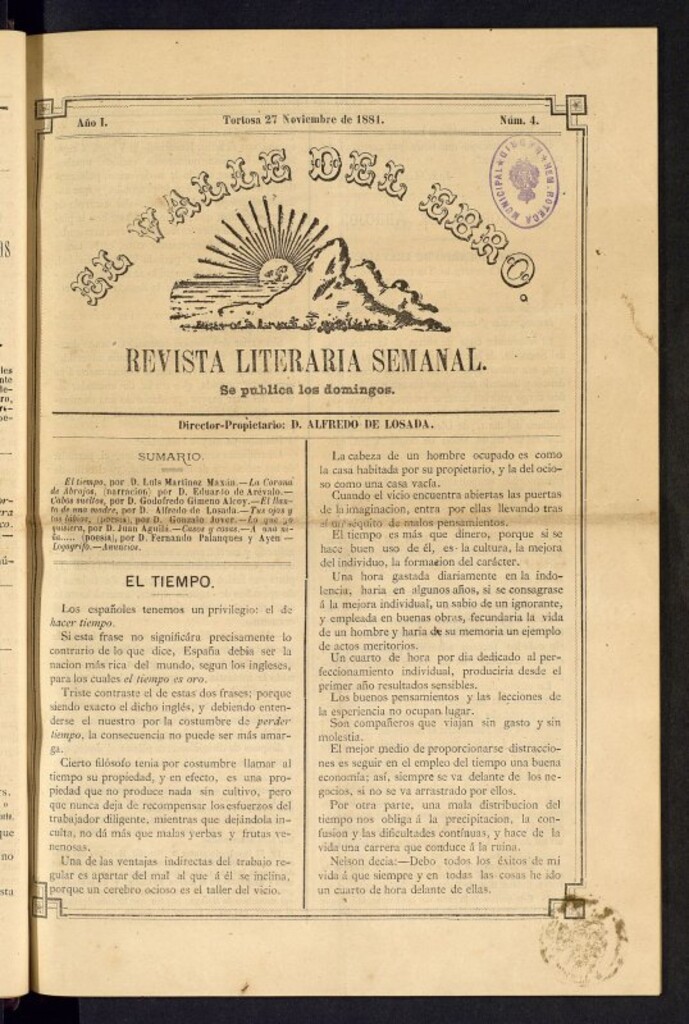 Año I.
Tortosa 27 Noviembre de 1881.
Núm. 4.
EL VALLE DEL EBRO.
HEMEROTECA MUNICIPAL
REVISTA LITERARIA SEMANAL.
Se publica los domingos.
Director-Propietario: D. ALFREDO DE LOSADA.
SUMARIO.
El tiempo, por D. Luis Martinez Maxán.—La Corona
de Abrojos, (narracion) por D. Eduardo de Arévalo.—
Cabos sueltos, por D. Godofredo Gimeno Alcoy.—El llan-
to de una madre, por D. Alfredo de Losada.—Tus ojos y
tus lábios, (poesía), por D. Gonzalo Jover.—Lo que yo
quisiera, por D. Juan Aguilá.—Casos y cosas.—A una ni-
ña..... (poesía), por D. Fernando Palanques y Ayen —
Logogrifo.—Anuncios.
EL TIEMPO.
Los españoles tenemos un privilegio: el de
hacer tiempo.
Si esta frase no significára precisamente lo
contrario de lo que dice, España debia ser la
nacion más rica del mundo, segun los ingleses,
para los cuales el tiempo es oro.
Triste contraste el de estas dos frases; porque
siendo exacto el dicho inglés, y debiendo enten-
derse el nuestro por la costumbre de perder
tiempo, la consecuencia no puede ser más amar-
ga.
Cierto filósofo tenia por costumbre llamar al
tiempo su propiedad, y en efecto, es una pro-
piedad que no produce nada sin cultivo, pero
que nunca deja de recompensar los esfuerzos del
trabajador diligente, mientras que dejándola in-
culta, no dá más que malas yerbas y frutas ve-
nenosas.
Una de las ventajas indirectas del trabajo re-
gular es apartar del mal al que á él se inclina,
porque un cerebro ocioso es el taller del vicio.
La cabeza de un hombre ocupado es como
la casa habitada por su propietario, y la del ocio-
so como una casa vacía.
Cuando el vicio encuentra abiertas las puertas
de la imaginacion, entra por ellas llevando tras
sí un séquito de malos pensamientos.
El tiempo es más que dinero, porque si se
hace buen uso de él, es la cultura, la mejora
del individuo, la formacion del carácter.
Una hora gastada diariamente en la indo-
lencia, haria en algunos años, si se consagrase
á la mejora individual, un sabio de un ignorante,
y empleada en buenas obras, fecundaria la vida
de un hombre y haria de su memoria un ejemplo
de actos meritorios.
Un cuarto de hora por dia dedicado al per-
feccionamiento individual, produciria desde el
primer año resultados sensibles.
Los buenos pensamientos y las lecciones de
la esperiencia no ocupan lugar.
Son compañeros que viajan sin gasto y sin
molestia.
El mejor medio de proporcionarse distraccio-
nes es seguir en el empleo del tiempo una buena
economía; así, siempre se va delante de los ne-
gocios, si no se va arrastrado por ellos.
Por otra parte, una mala distribucion del
tiempo nos obliga á la precipitacion, la con-
fusion y las dificultades contínuas, y hace de la
vida una carrera que conduce á la ruina.
Nelson decia:—Debo todos los éxitos de mi
vida á que siempre y en todas las cosas he ido
un cuarto de hora delante de ellas.